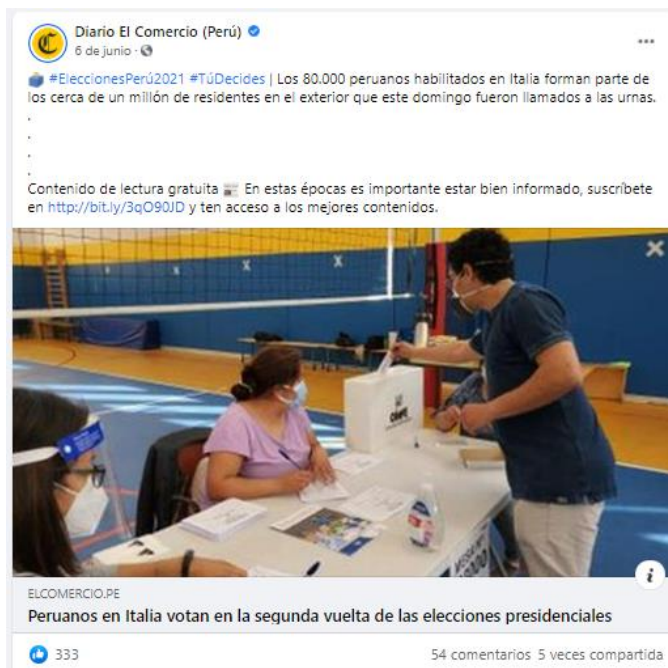 Diario El Comercio (Perú)
6 de junio ·
#EleccionesPerú2021 #TúDecides | Los 80.000 peruanos habilitados en Italia forman parte de
los cerca de un millón de residentes en el exterior que este domingo fueron llamados a las urnas.
.
.
.
.
Contenido de lectura gratuita 📰 En estas épocas es importante estar bien informado, suscríbete
en http://bit.ly/3qO90JD y ten acceso a los mejores contenidos.
ONPE
ELCOMERCIO.PE
Peruanos en Italia votan en la segunda vuelta de las elecciones presidenciales
333
54 comentarios 5 veces compartida